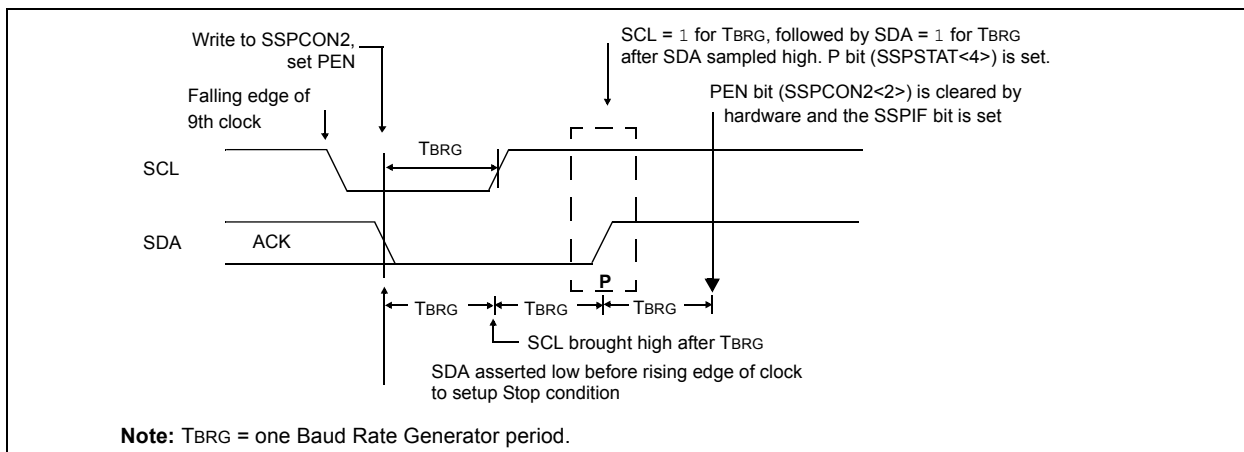 Write to SSPCON2,
set PEN
SCL = 1 for TBRG, followed by SDA = 1 for TBRG
after SDA sampled high. P bit (SSPSTAT<4>) is set.
Falling edge of
9th clock
PEN bit (SSPCON2<2>) is cleared by
hardware and the SSPIF bit is set
TBRG
SCL
SDA
ACK
P
TBRG
TBRG
TBRG
SCL brought high after TBRG
SDA asserted low before rising edge of clock
to setup Stop condition
Note: TBRG = one Baud Rate Generator period.